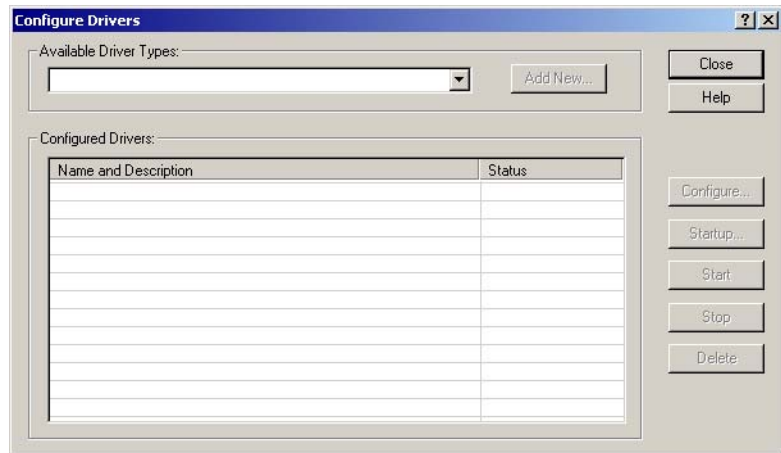 Configure Drivers
Available Driver Types:
Add New...
Close
Help
Configured Drivers:
Name and Description Status
Configure...
Startup...
Start
Stop
Delete